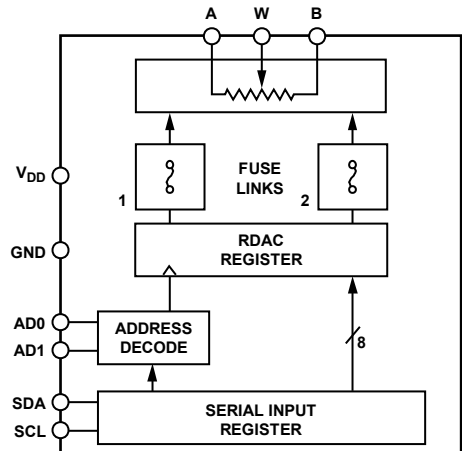 A W B
V_DD
FUSE
LINKS
1
2
GND
RDAC
REGISTER
AD0
AD1
ADDRESS
DECODE
8
SDA
SCL
SERIAL INPUT
REGISTER